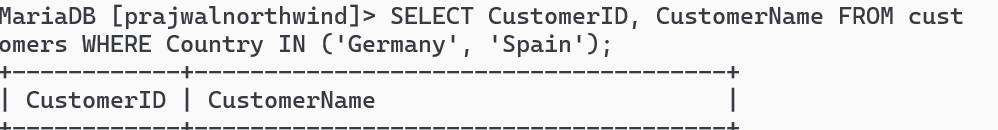 MariaDB [prajwalnorthwind]> SELECT CustomerID, CustomerName FROM cust
omers WHERE Country IN ('Germany', 'Spain');
+------------+------------------------------------+
| CustomerID | CustomerName                       |
+------------+------------------------------------+